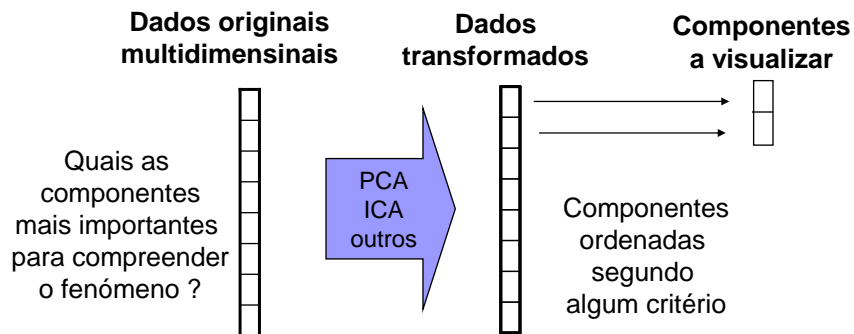 Dados originais
multidimensinais
Dados
transformados
Componentes
a visualizar
Quais as
componentes
mais importantes
para compreender
o fenómeno ?
PCA
ICA
outros
Componentes
ordenadas
segundo
algum critério